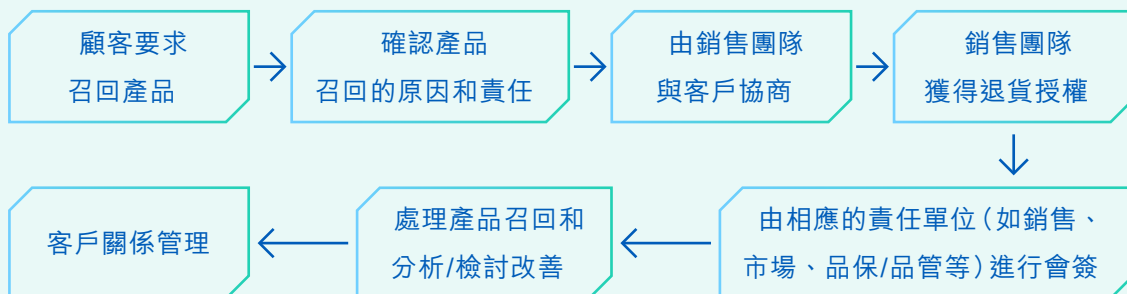 顧客要求
召回產品
確認產品
召回的原因和責任
由銷售團隊
與客戶協商
銷售團隊
獲得退貨授權
由相應的責任單位（如銷售、
市場、品保/品管等）進行會簽
處理產品召回和
分析/檢討改善
客戶關係管理